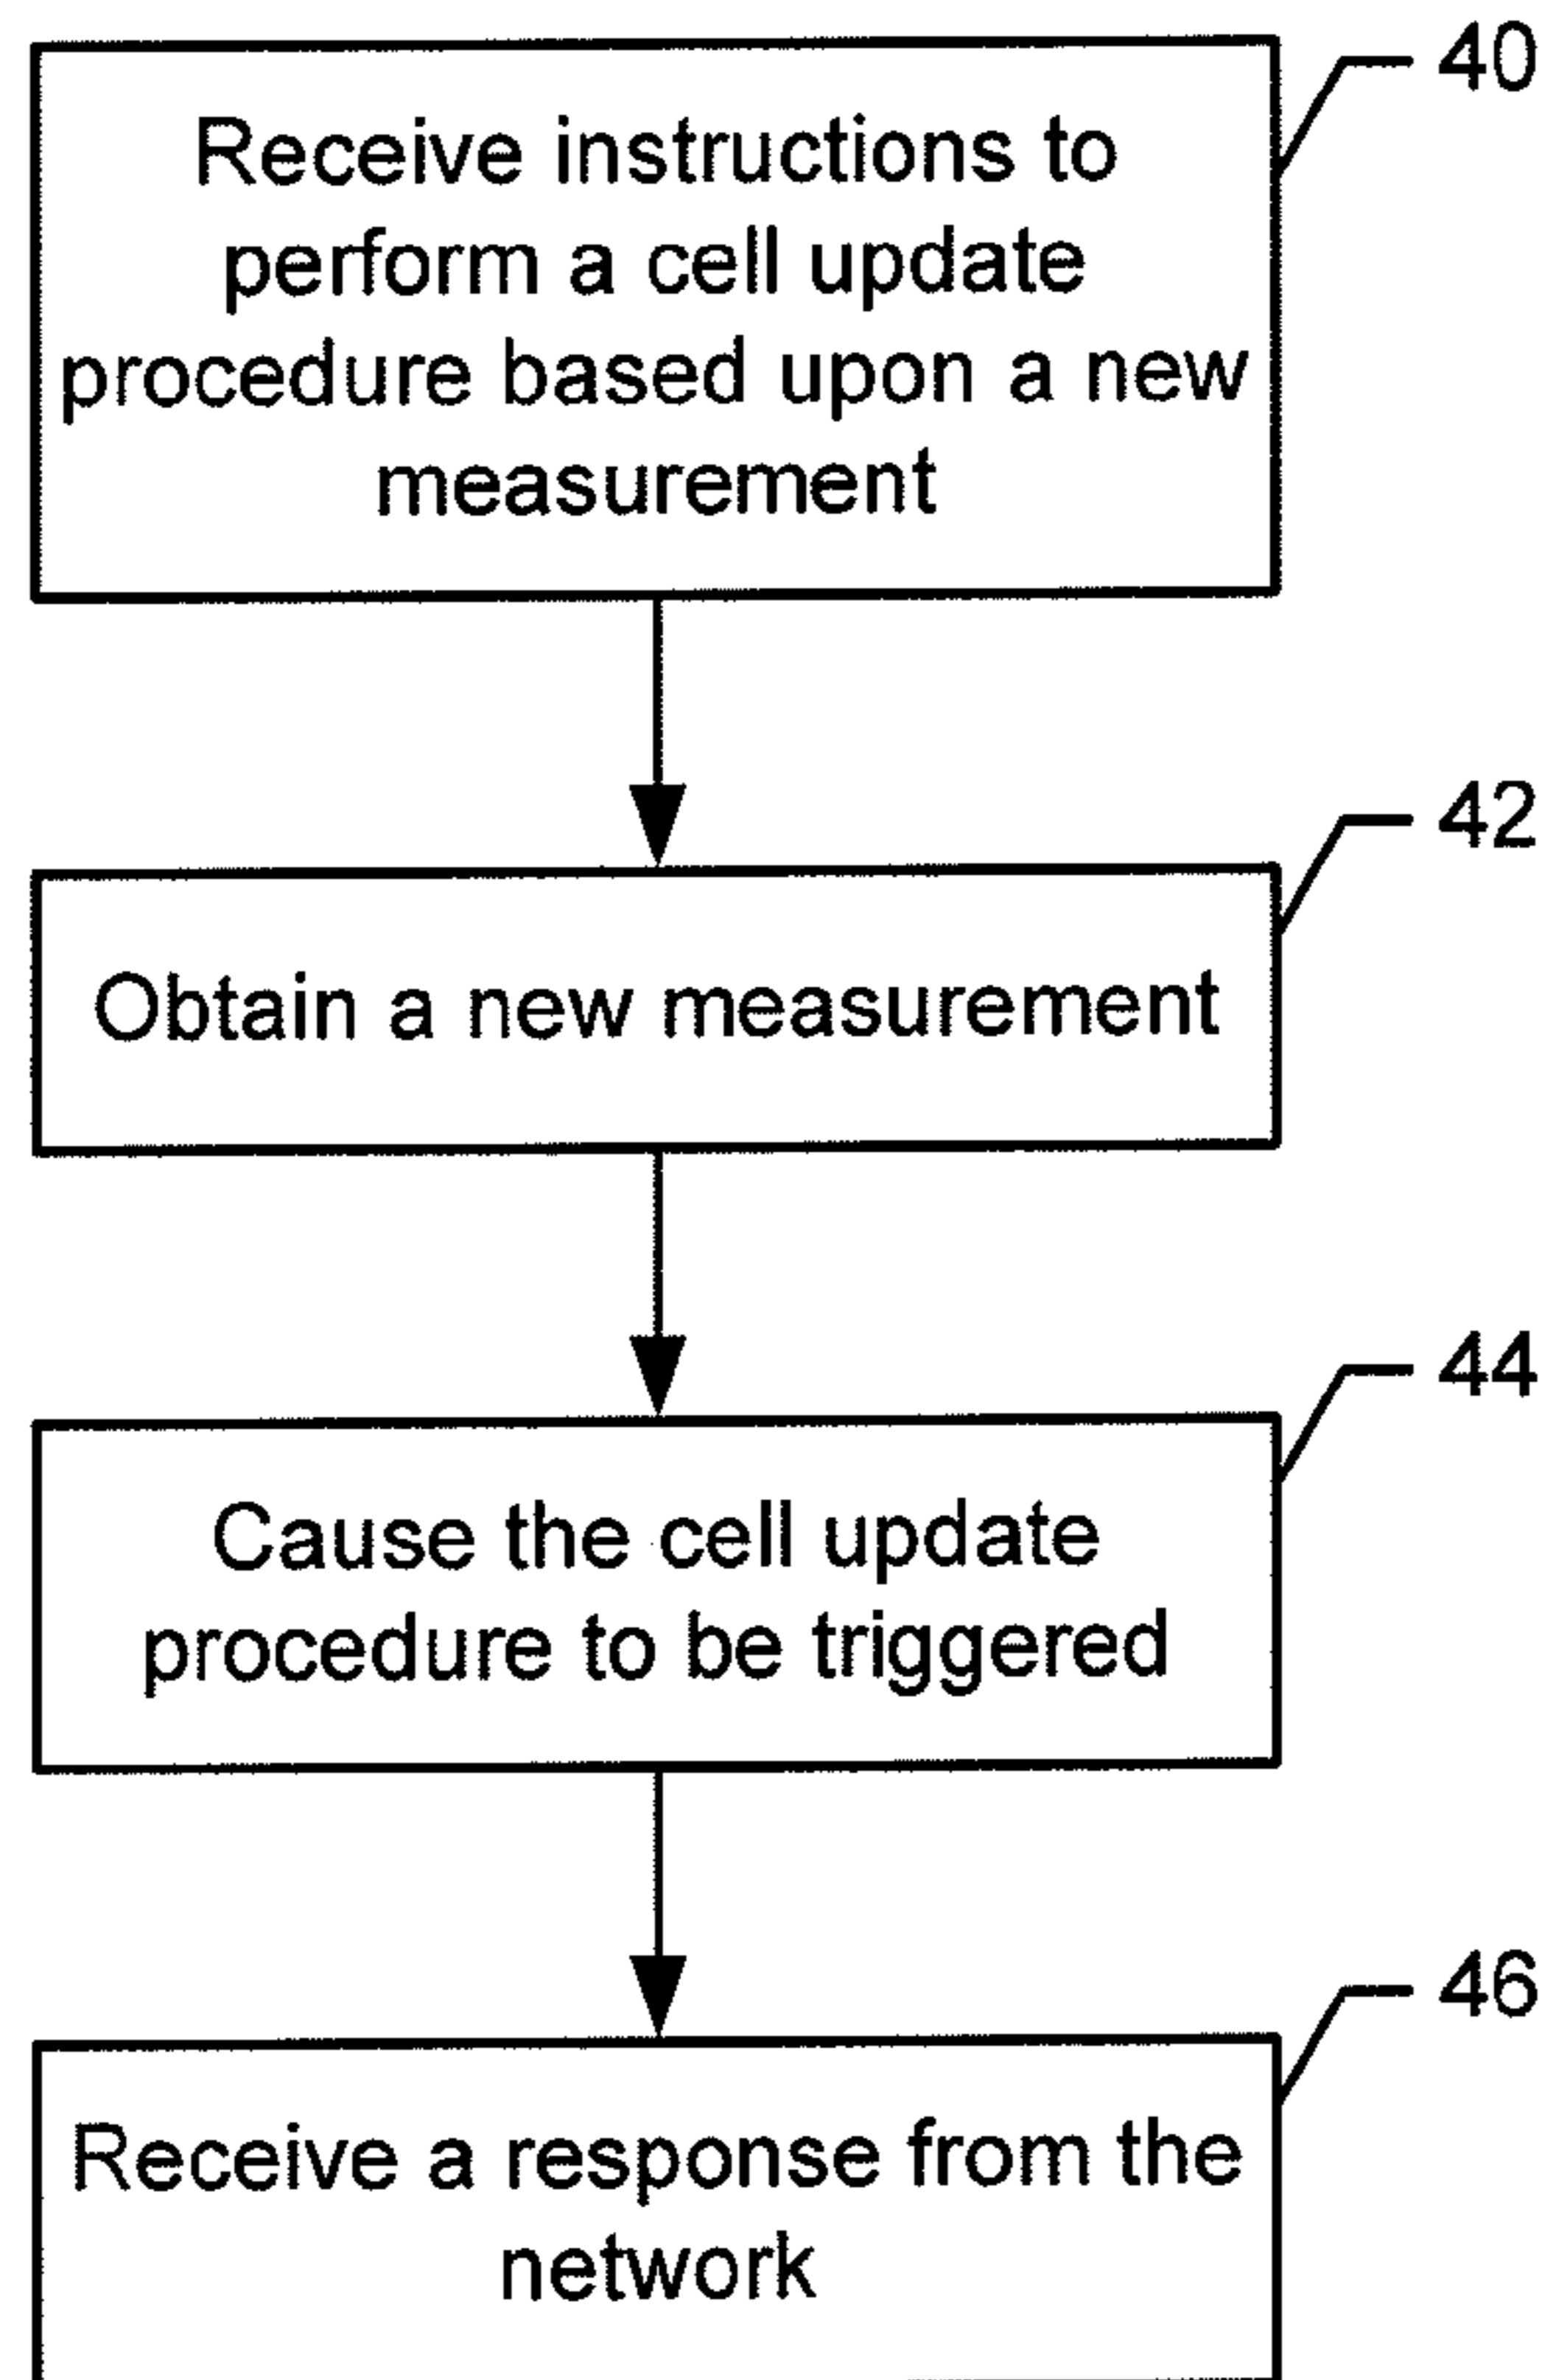 40
Receive instructions to
perform a cell update
procedure based upon a new
measurement
42
Obtain a new measurement
44
Cause the cell update
procedure to be triggered
46
Receive a response from the
network